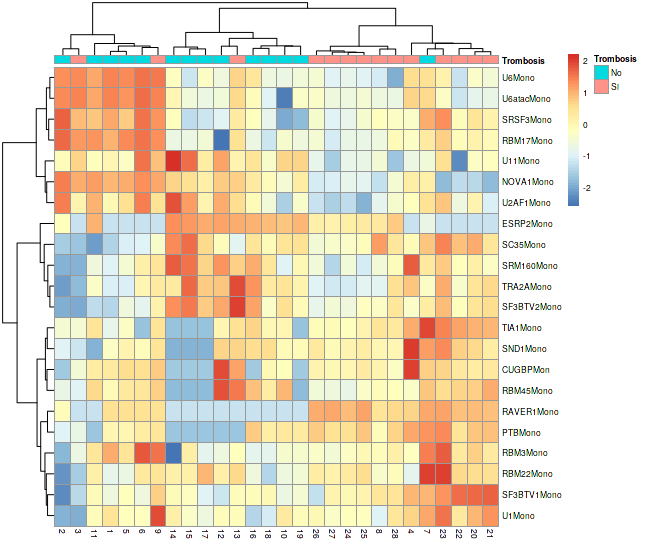 Trombosis
U6Mono
U6atacMono
SRSF3Mono
RBM17Mono
U11Mono
NOVA1Mono
U2AF1Mono
ESRP2Mono
SC35Mono
SRM160Mono
TRA2AMono
SF3BTV2Mono
TIA1Mono
SND1Mono
CUGBPMon
RBM45Mono
RAVER1Mono
PTBMono
RBM3Mono
RBM22Mono
SF3BTV1Mono
U1Mono
2 3 11 1 5 6 9 14 15 17 12 13 16 18 10 19 26 27 24 25 8 28 4 7 23 22 20 21
2
1
0
-1
-2
Trombosis
No
SI